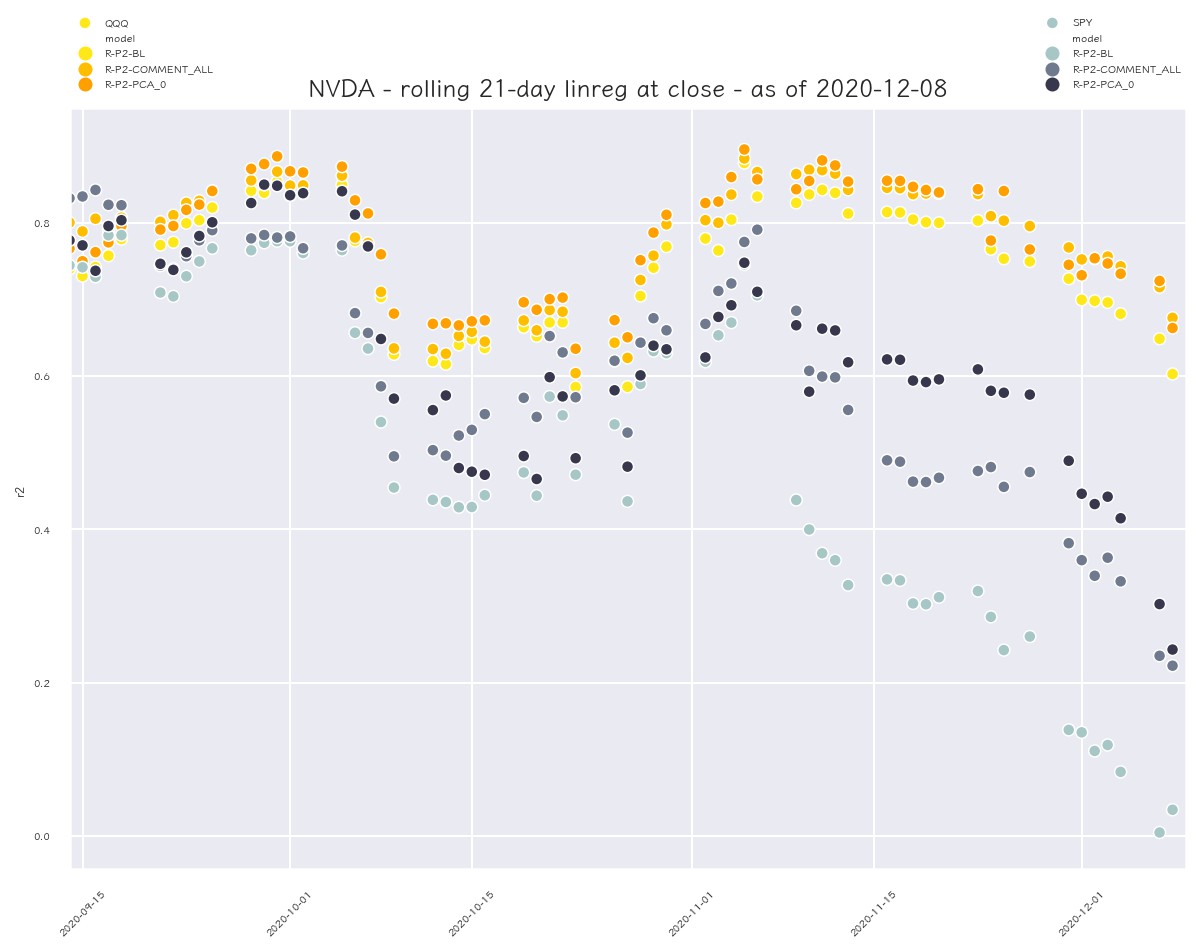 QQQ
model
R-P2-BL
R-P2-COMMENT_ALL
R-P2-PCA_0
SPY
model
R-P2-BL
R-P2-COMMENT_ALL
R-P2-PCA_0
NVDA - rolling 21-day linreg at close - as of 2020-12-08
r2
0.8
0.6
0.4
0.2
0.0
2020-09-15
2020-10-01
2020-10-15
2020-11-01
2020-11-15
2020-12-01